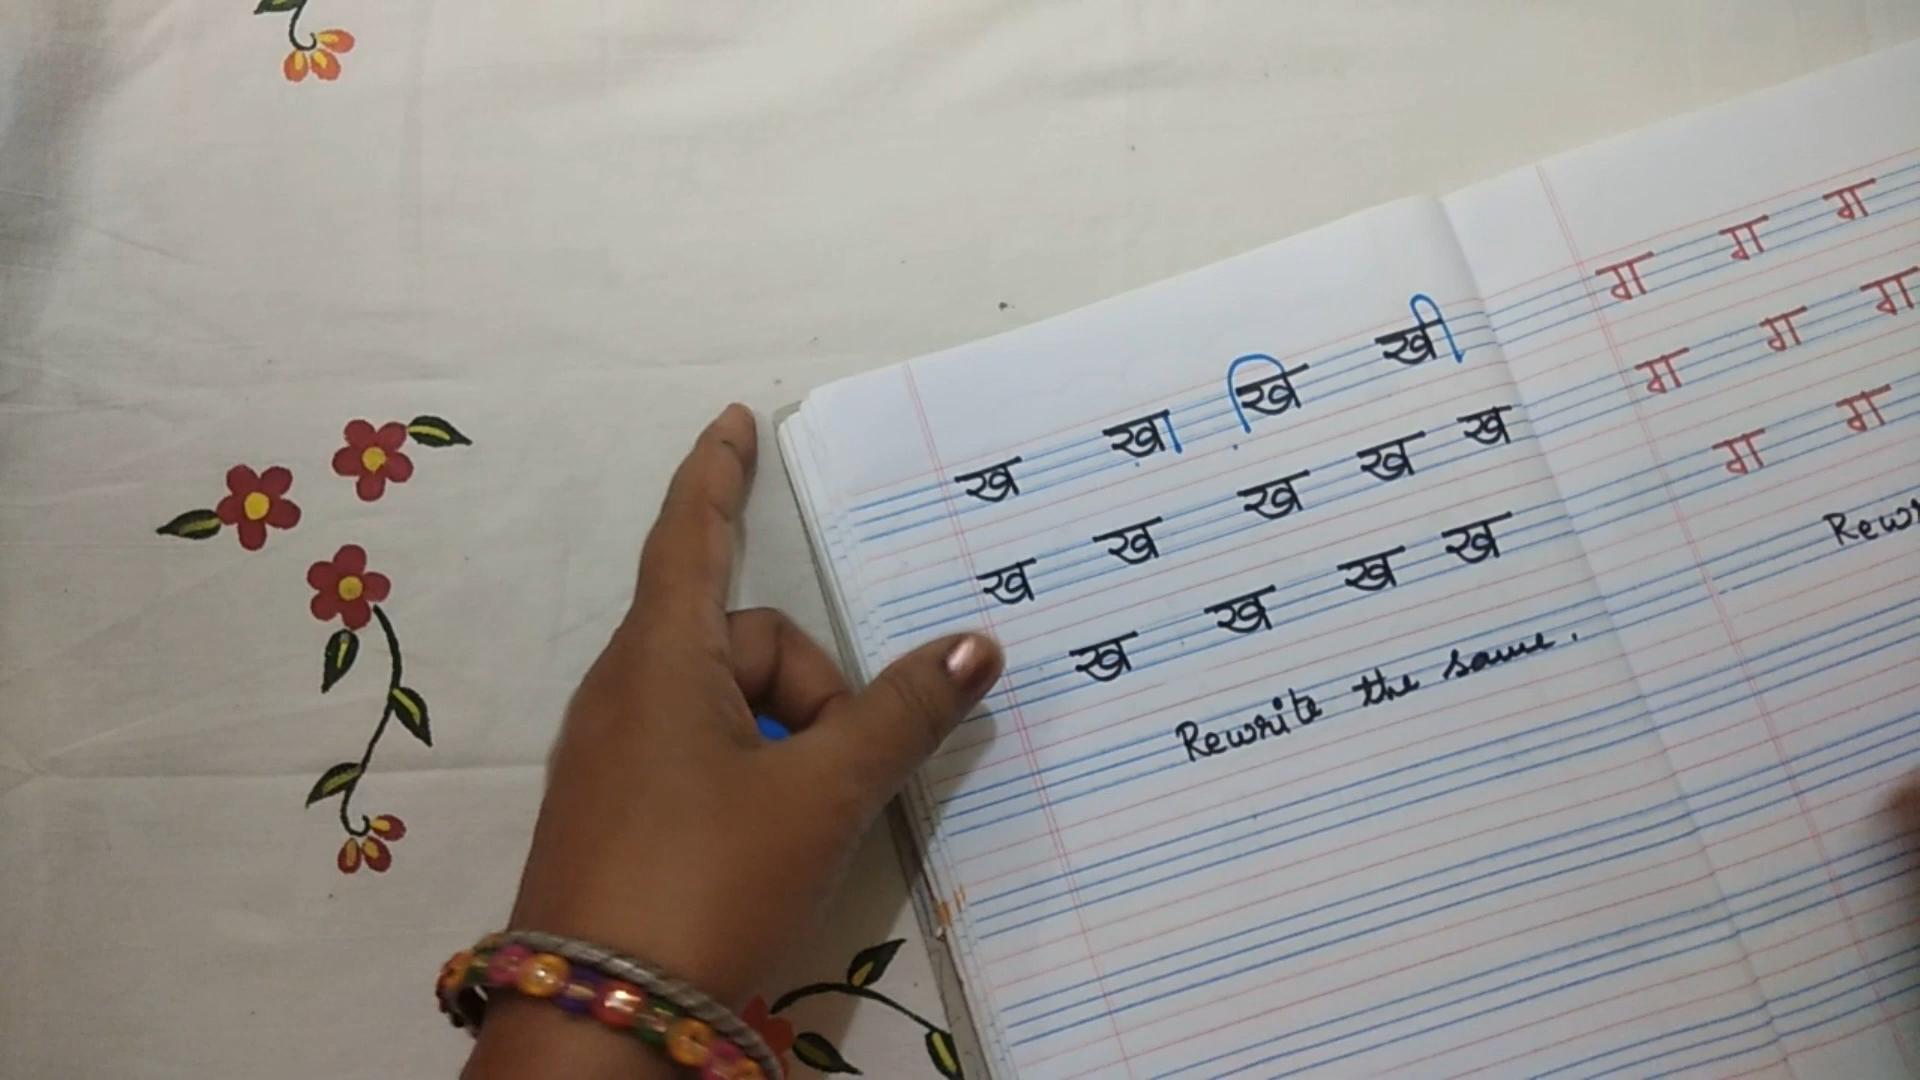 ख खा खि खी
ख ख ख ख ख
ख ख ख ख
Rewrite the same.
ग ग ग
ग ग ग
ग ग